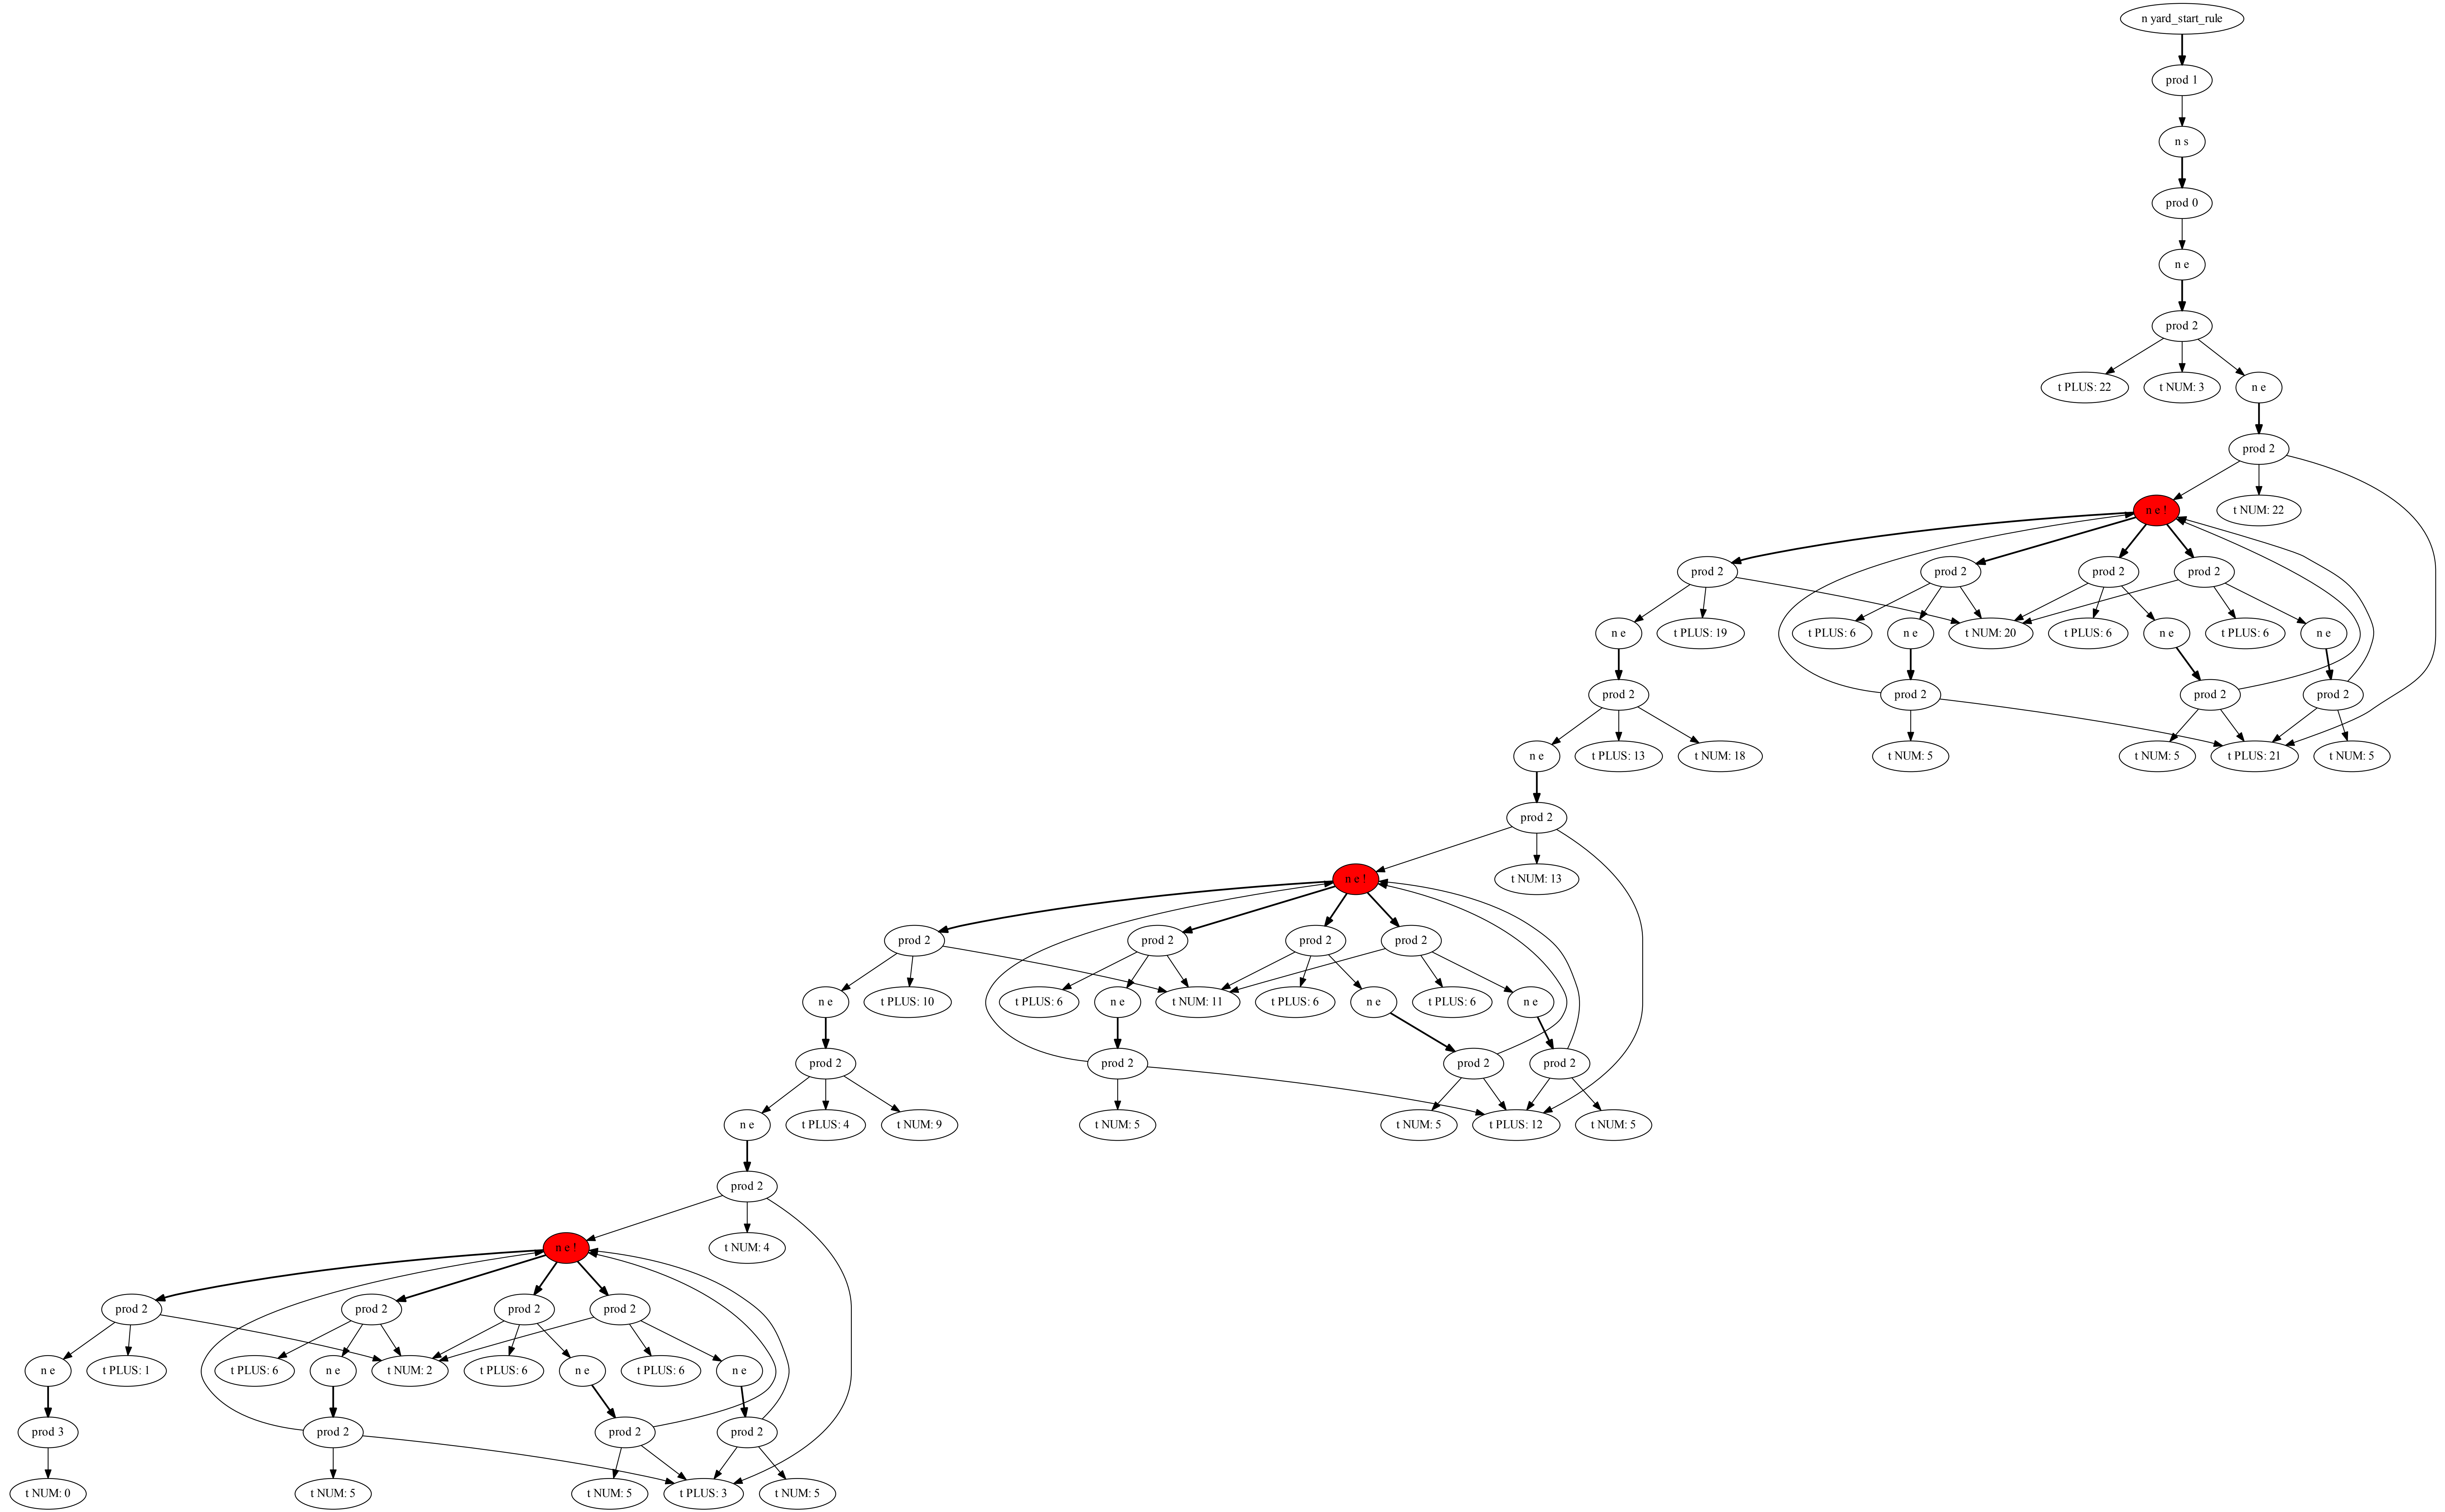 n yard_start_rule
prod 1
n s
prod 0
n e
prod 2
t PLUS: 22
t NUM: 3
n e
prod 2
n e !
t NUM: 22
prod 2
prod 2
prod 2
prod 2
n e
t PLUS: 19
t PLUS: 6
n e
t NUM: 20
t PLUS: 6
n e
t PLUS: 6
n e
prod 2
prod 2
prod 2
prod 2
n e
t PLUS: 13
t NUM: 18
t NUM: 5
t NUM: 5
t PLUS: 21
t NUM: 5
prod 2
n e !
t NUM: 13
prod 2
prod 2
prod 2
prod 2
n e
t PLUS: 10
t PLUS: 6
n e
t NUM: 11
t PLUS: 6
n e
t PLUS: 6
n e
prod 2
prod 2
prod 2
prod 2
n e
t PLUS: 4
t NUM: 9
t NUM: 5
t NUM: 5
t PLUS: 12
t NUM: 5
prod 2
n e !
t NUM: 4
prod 2
prod 2
prod 2
prod 2
n e
t PLUS: 1
t PLUS: 6
n e
t NUM: 2
t PLUS: 6
n e
t PLUS: 6
n e
prod 3
prod 2
prod 2
prod 2
t NUM: 0
t NUM: 5
t NUM: 5
t PLUS: 3
t NUM: 5